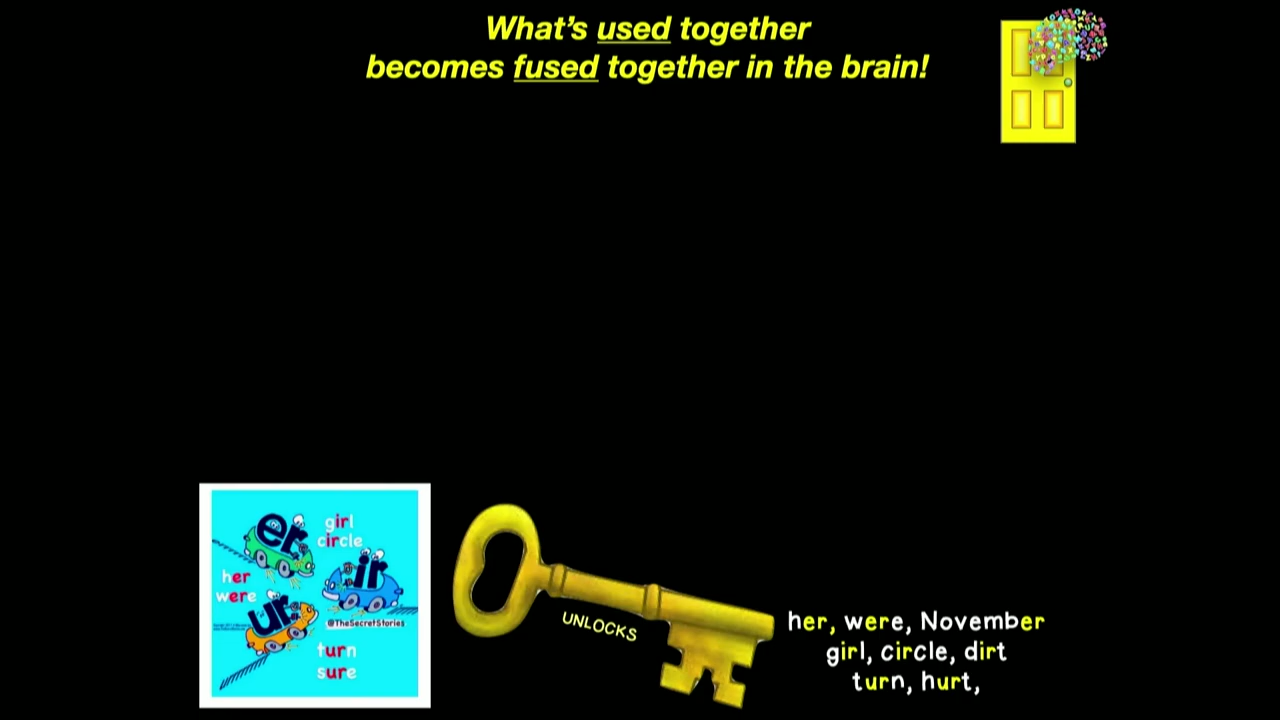 What's used together
becomes fused together in the brain!
er
girl
circle
ir
her
were
ur
@TheSecretStories
turn
sure
UNLOCKS
her, were, November
girl, circle, dirt
turn, hurt,